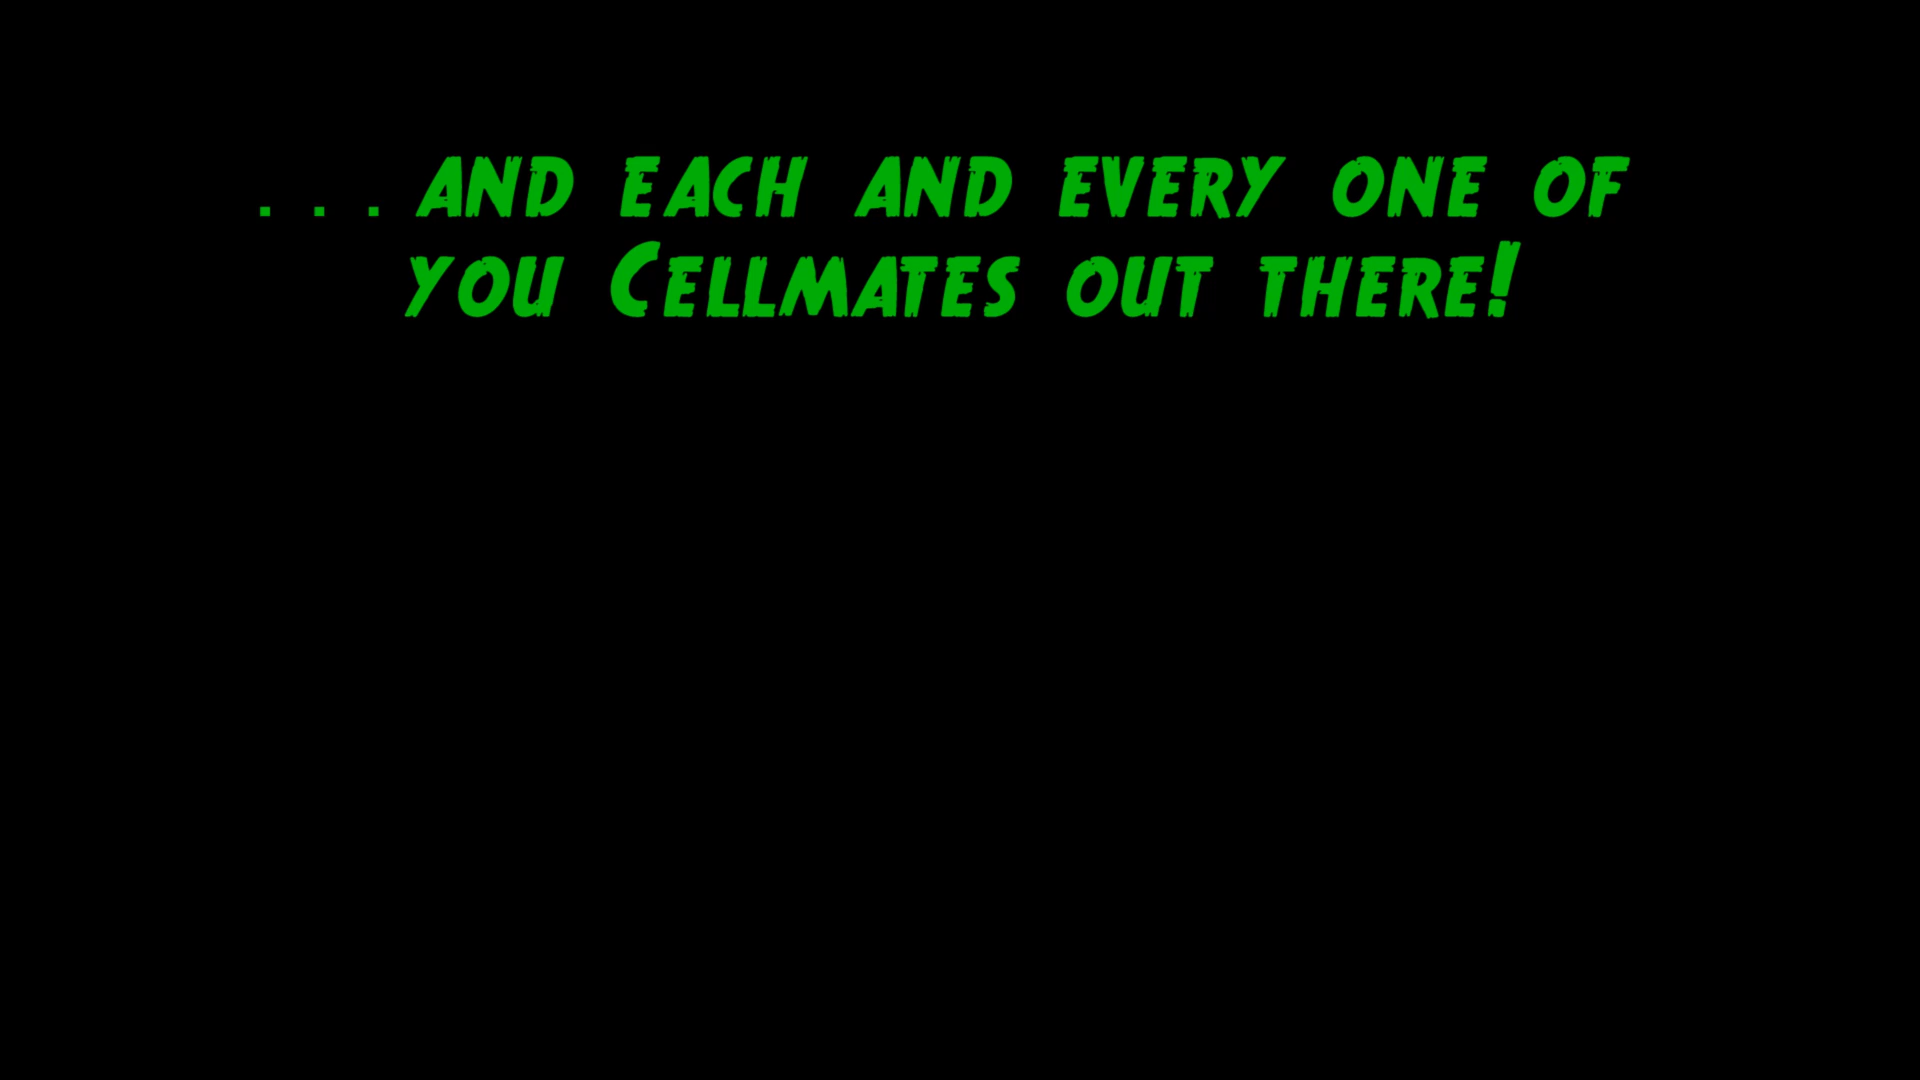 ...AND EACH AND EVERY ONE OF
YOU CELLMATES OUT THERE!